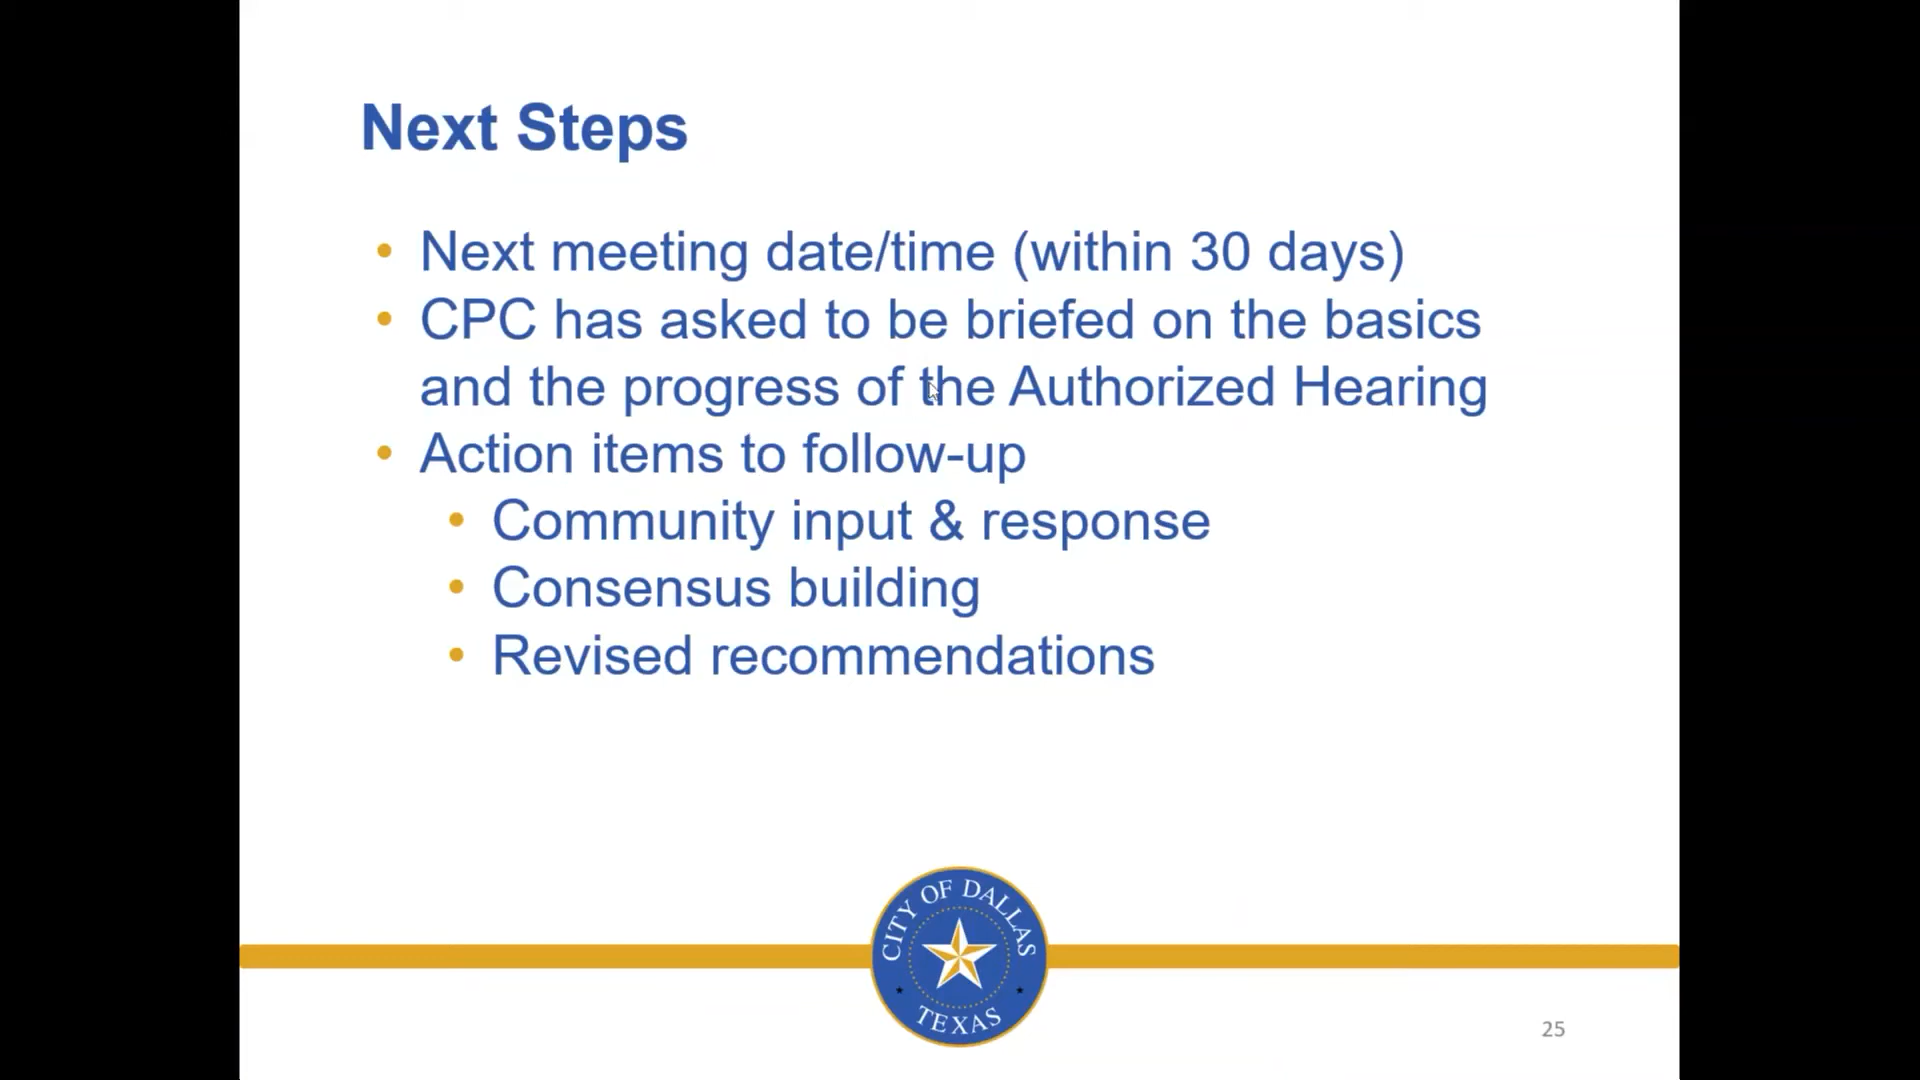 Next Steps
• Next meeting date/time (within 30 days)
• CPC has asked to be briefed on the basics
and the progress of the Authorized Hearing
• Action items to follow-up
• Community input & response
• Consensus building
• Revised recommendations
CITY OF DALLAS
TEXAS
25